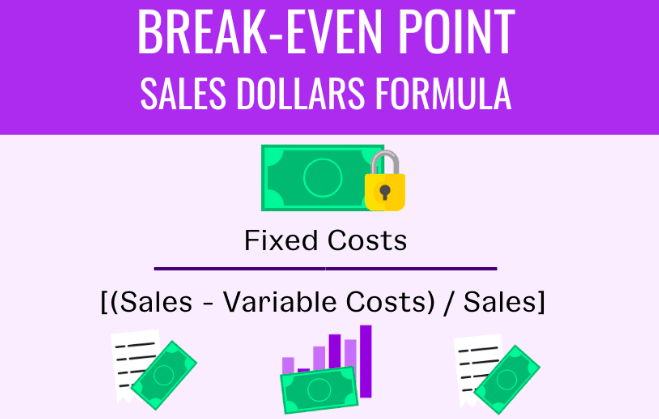 BREAK-EVEN POINT
SALES DOLLARS FORMULA
Fixed Costs
[(Sales - Variable Costs) / Sales]